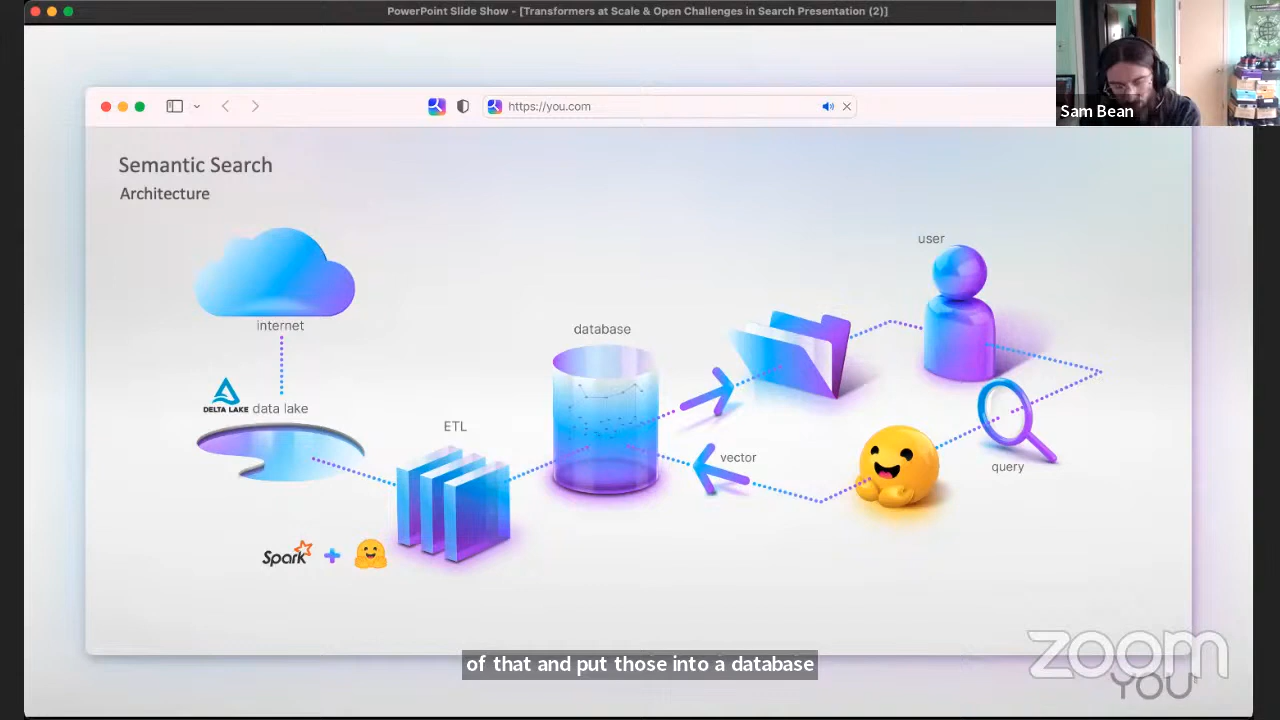 PowerPoint Slide Show - [Transformers at Scale & Open Challenges in Search Presentation (2)]
https://you.com
Sam Bean
Semantic Search
Architecture
user
internet
database
DELTA LAKE data lake
ETL
vector
query
Spark
of that and put those into a database
zoom
YOU